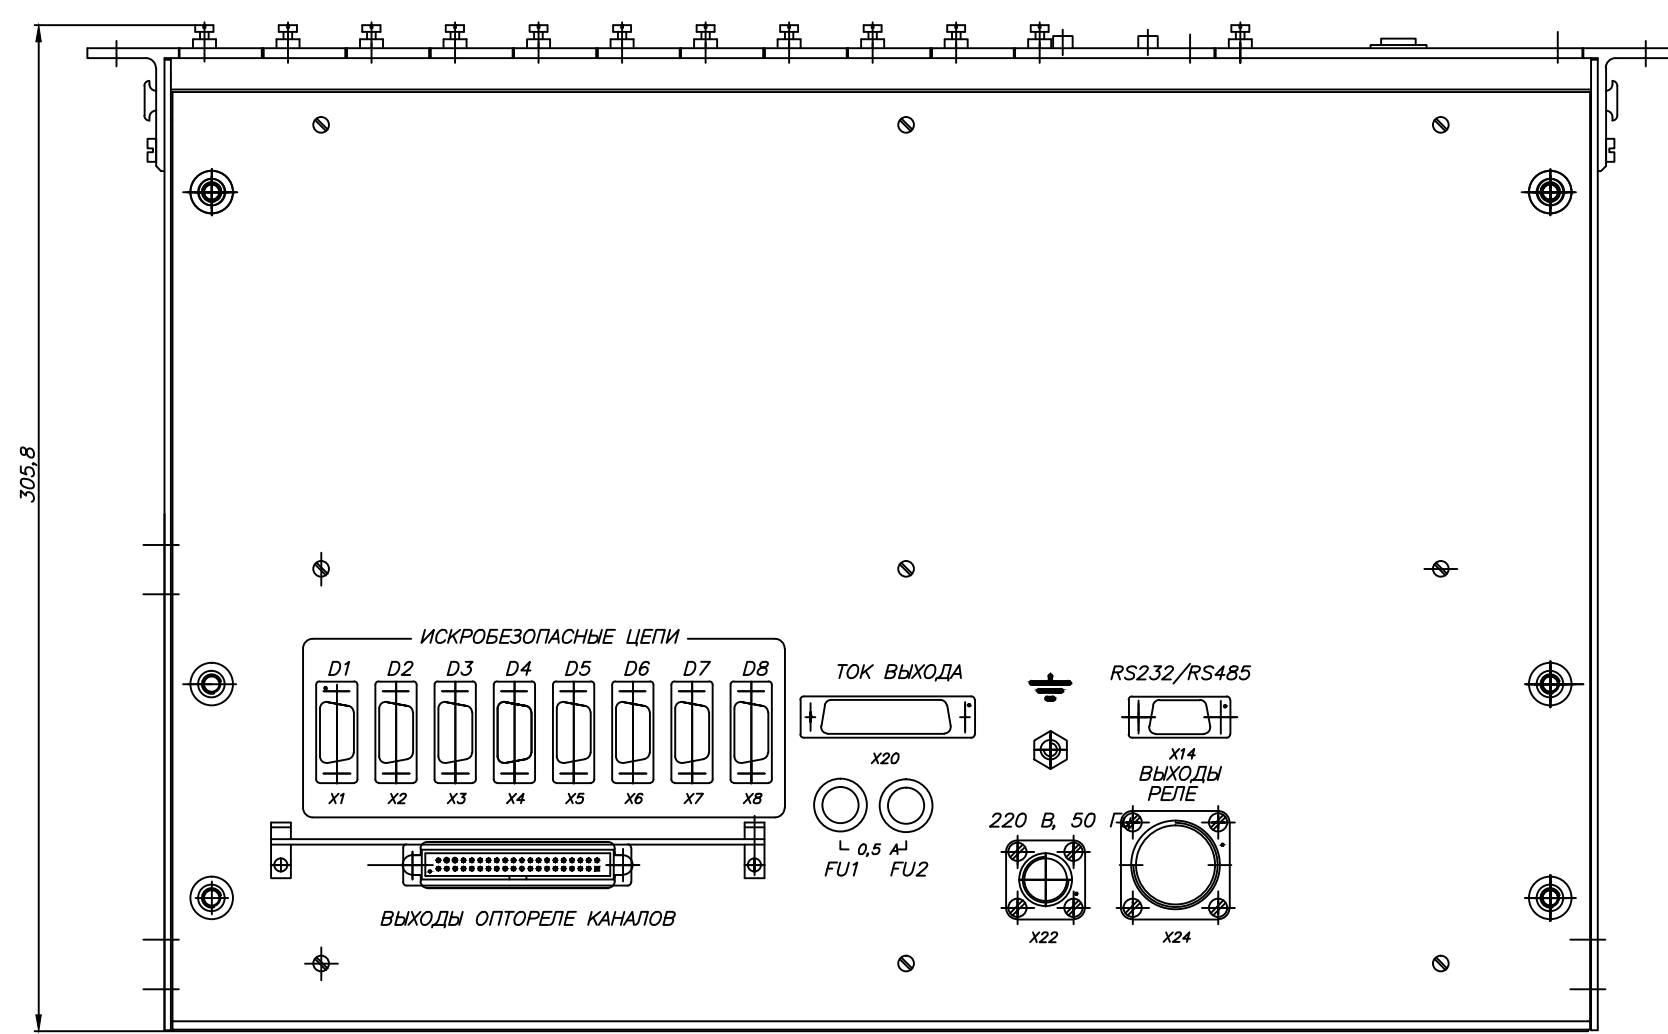 305,8
ИСКРОБЕЗОПАСНЫЕ ЦЕПИ
D1 D2 D3 D4 D5 D6 D7 D8
X1 X2 X3 X4 X5 X6 X7 X8
ТОК ВЫХОДА
X20
RS232/RS485
X14
ВЫХОДЫ
РЕЛЕ
220 В, 50 Гц
0,5 А
FU1 FU2
ВЫХОДЫ ОПТОРЕЛЕ КАНАЛОВ
X22
X24